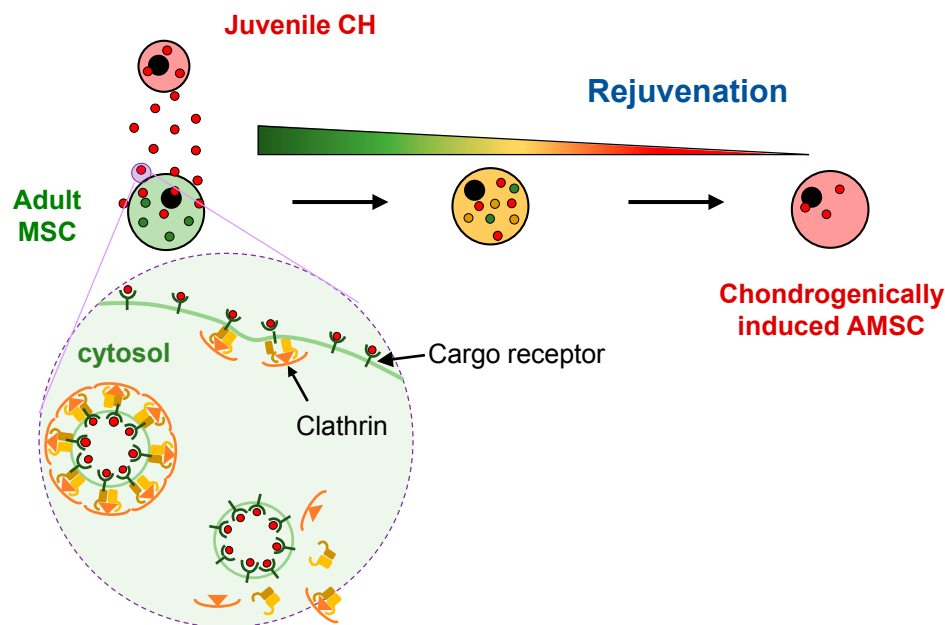 Juvenile CH
Rejuvenation
Adult
MSC
Chondrogenically
induced AMSC
cytosol
Cargo receptor
Clathrin